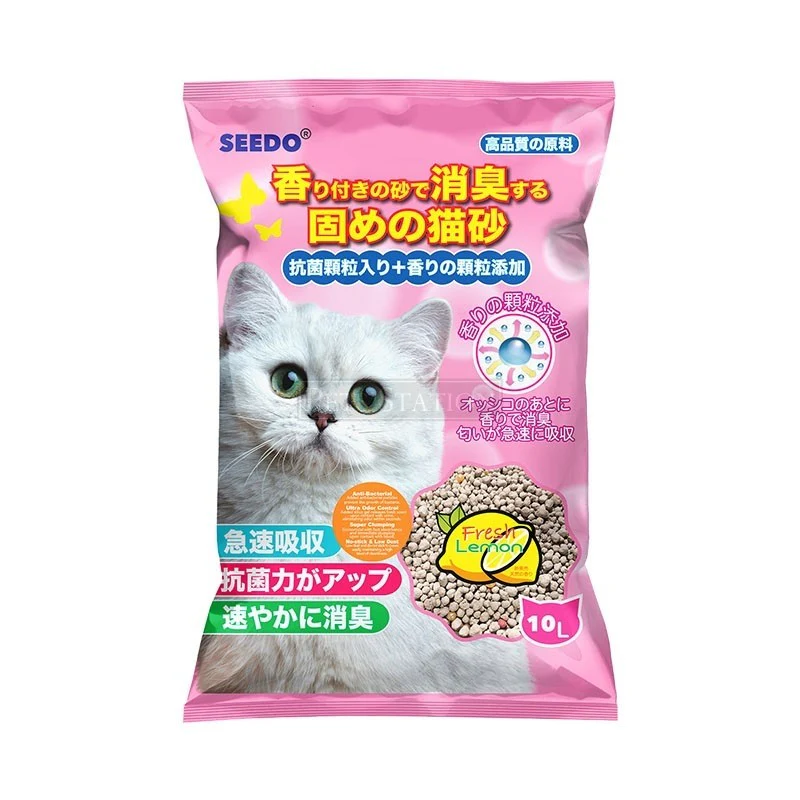 SEEDO®
高品質の原料
香り付きの砂で消臭する
固めの猫砂
抗菌顆粒入り+香りの顆粒添加
香りの顆粒添加
オッシコのあとに
香りで消臭
匂いが急速に吸収
Anti-Bacterial
Ultra Odor Control
Super Clumping
Non-stick & Low Dust
Fresh
Lemon
急速吸収
抗菌力がアップ
速やかに消臭
10L